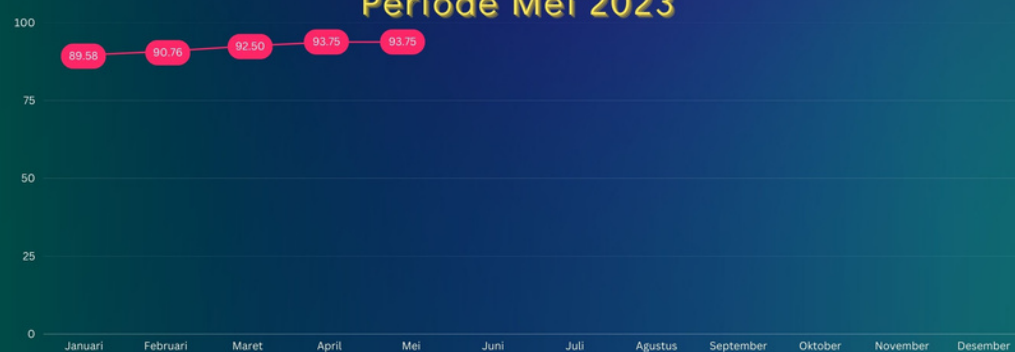 Periode Mei 2023
100
89.58 90.76 92.50 93.75 93.75
75
50
25
0
Januari Februari Maret April Mei Juni Juli Agustus September Oktober November Desember